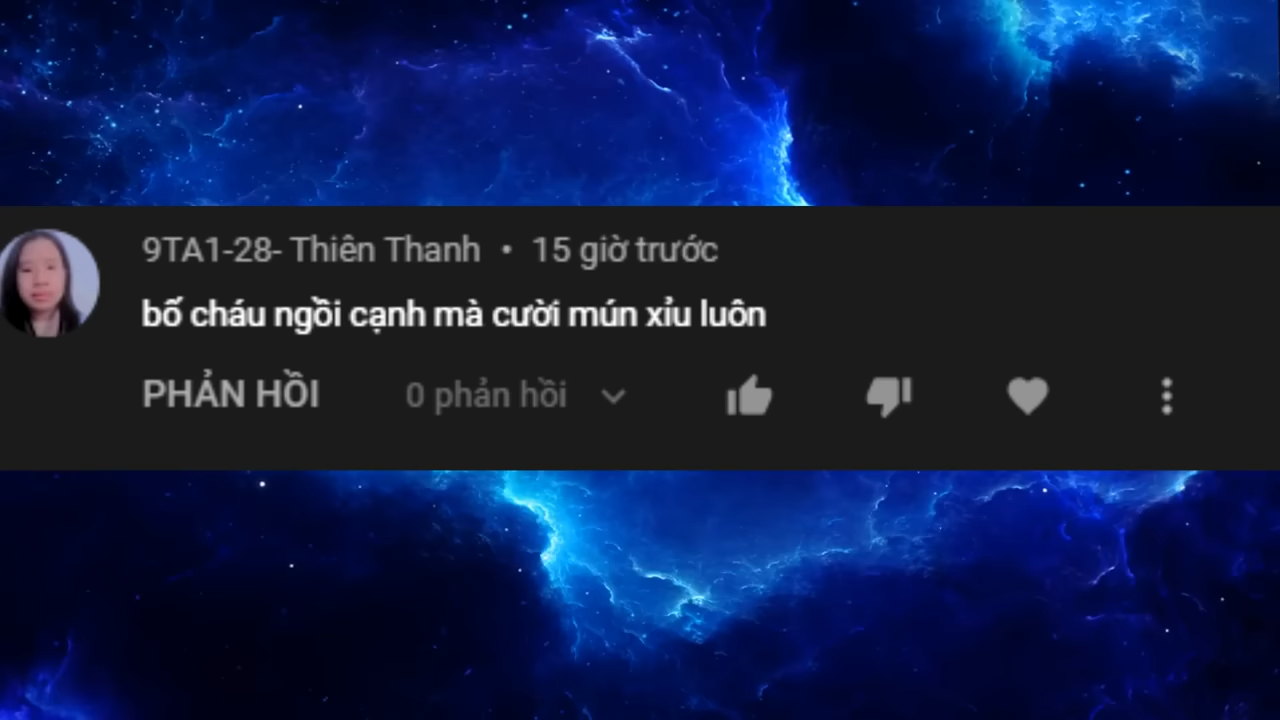 9TA1-28- Thiên Thanh • 15 giờ trước
bố cháu ngồi cạnh mà cười mún xỉu luôn
PHẢN HỒI 0 phản hồi